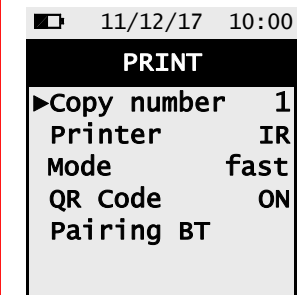 11/12/17 10:00
PRINT
►Copy number 1
Printer IR
Mode fast
QR Code ON
Pairing BT